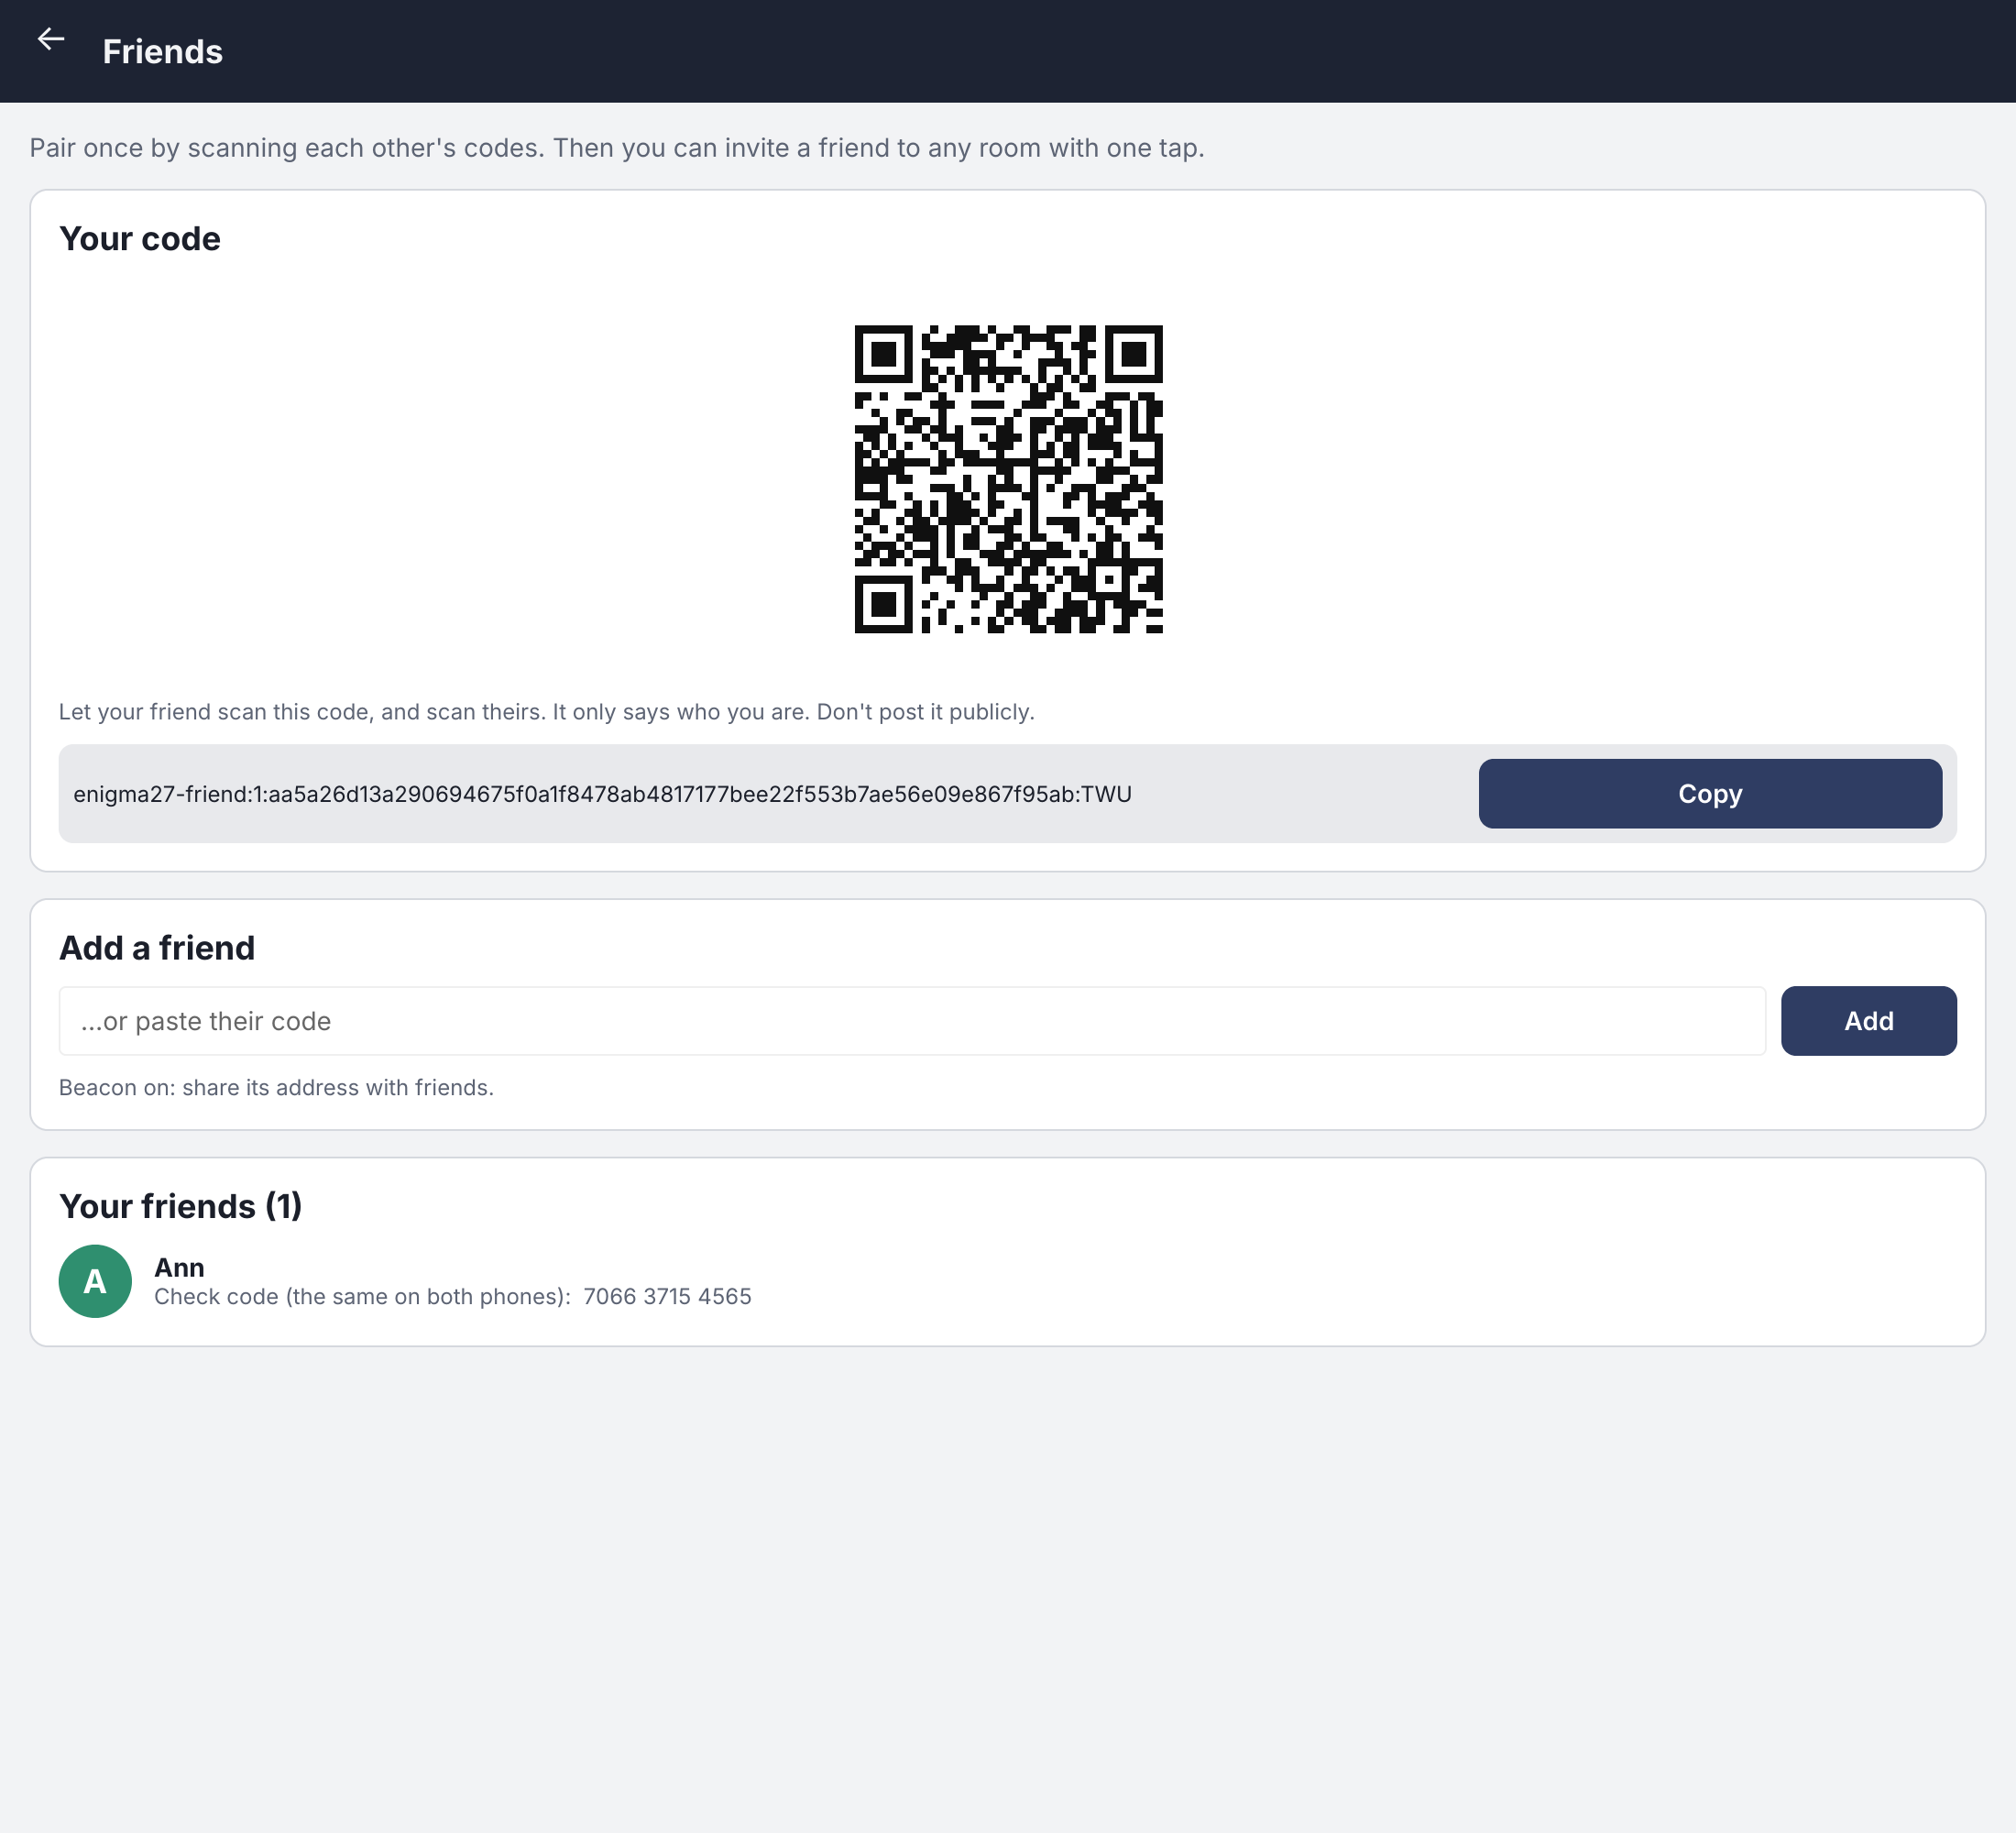 Friends
Pair once by scanning each other's codes. Then you can invite a friend to any room with one tap.
Your code
Let your friend scan this code, and scan theirs. It only says who you are. Don't post it publicly.
enigma27-friend:1:aa5a26d13a290694675f0a1f8478ab4817177bee22f553b7ae56e09e867f95ab:TWU
Copy
Add a friend
...or paste their code
Add
Beacon on: share its address with friends.
Your friends (1)
A
Ann
Check code (the same on both phones): 7066 3715 4565